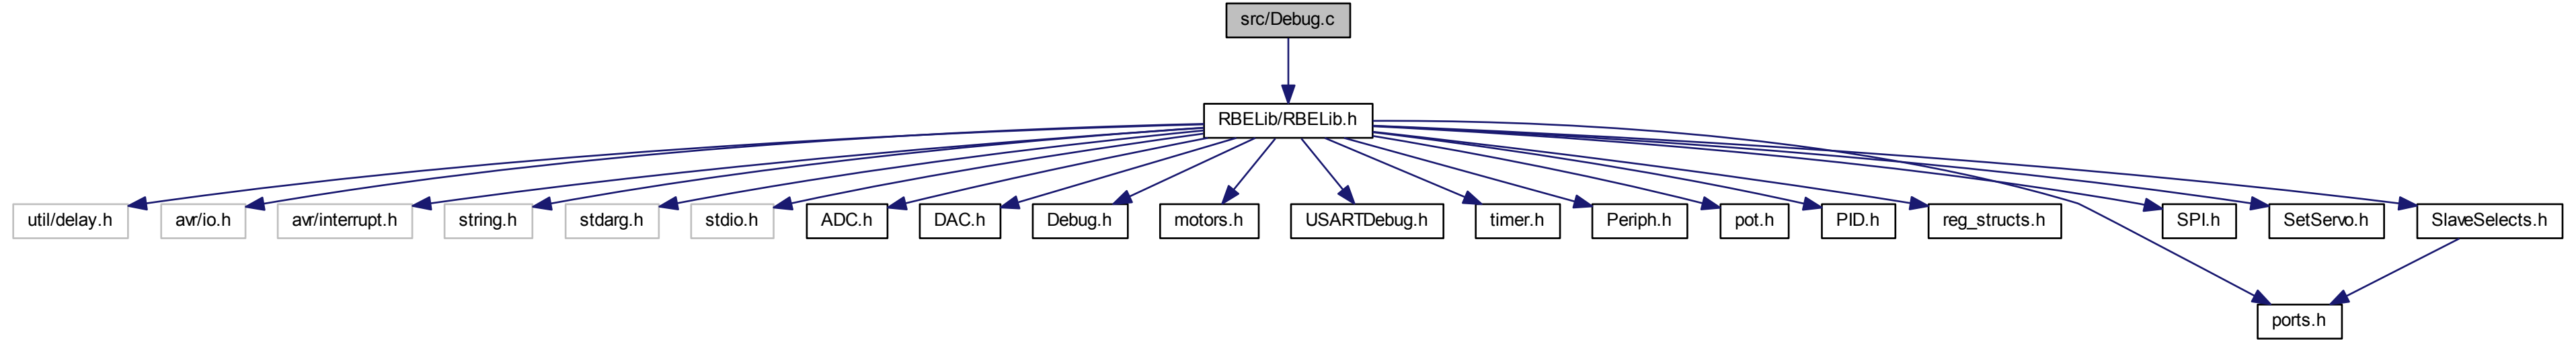 src/Debug.c
RBELib/RBELib.h
util/delay.h
avr/io.h
avr/interrupt.h
string.h
stdarg.h
stdio.h
ADC.h
DAC.h
Debug.h
motors.h
USARTDebug.h
timer.h
Periph.h
pot.h
PID.h
reg_structs.h
SPI.h
SetServo.h
SlaveSelects.h
ports.h